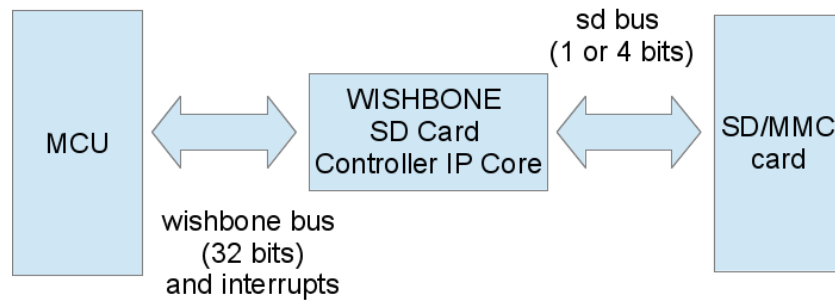 sd bus
(1 or 4 bits)
MCU
WISHBONE
SD Card
Controller IP Core
SD/MMC
card
wishbone bus
(32 bits)
and interrupts